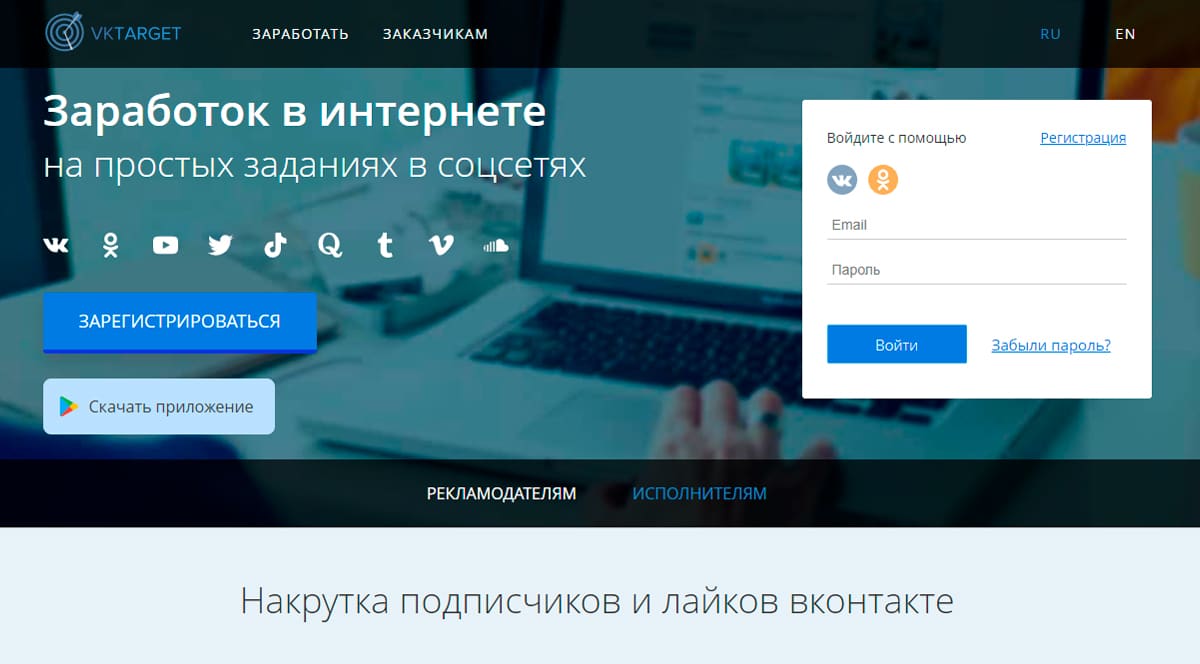 VKTARGET
ЗАРАБОТАТЬ
ЗАКАЗЧИКАМ
RU
EN
Заработок в интернете
на простых заданиях в соцсетях
ЗАРЕГИСТРИРОВАТЬСЯ
Скачать приложение
Войдите с помощью
Регистрация
Email
Пароль
Войти
Забыли пароль?
РЕКЛАМОДАТЕЛЯМ
ИСПОЛНИТЕЛЯМ
Накрутка подписчиков и лайков вконтакте